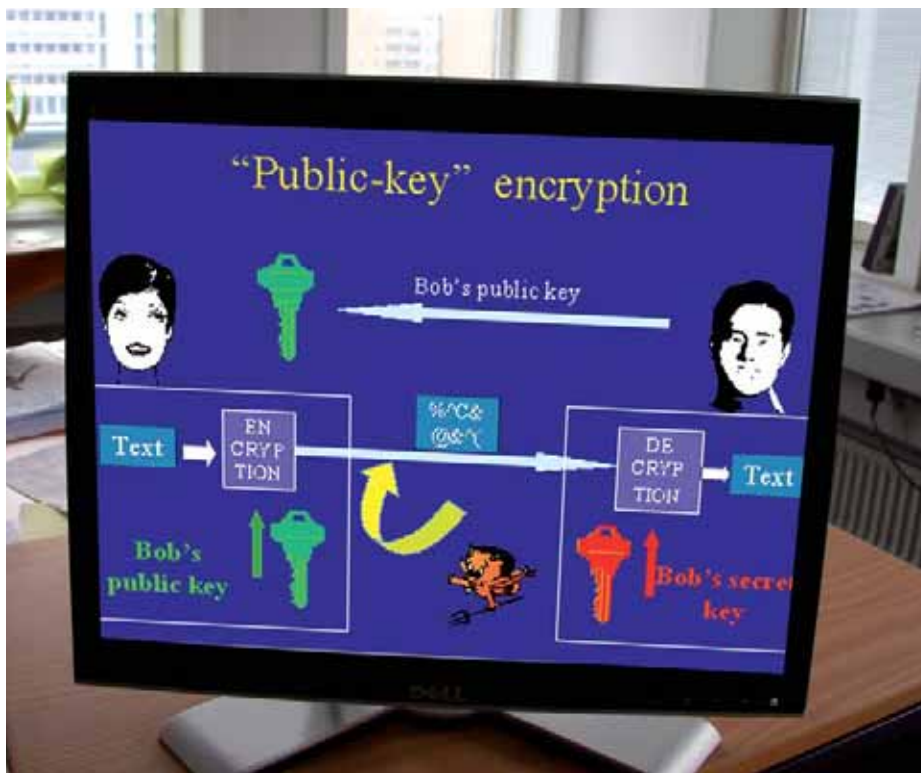 “Public-key” encryption
Bob's public key
%^C&
@&^(
Text
EN
CRYP
TION
DE
CRYP
TION
Text
Bob's
public key
Bob's secret
key
DELL